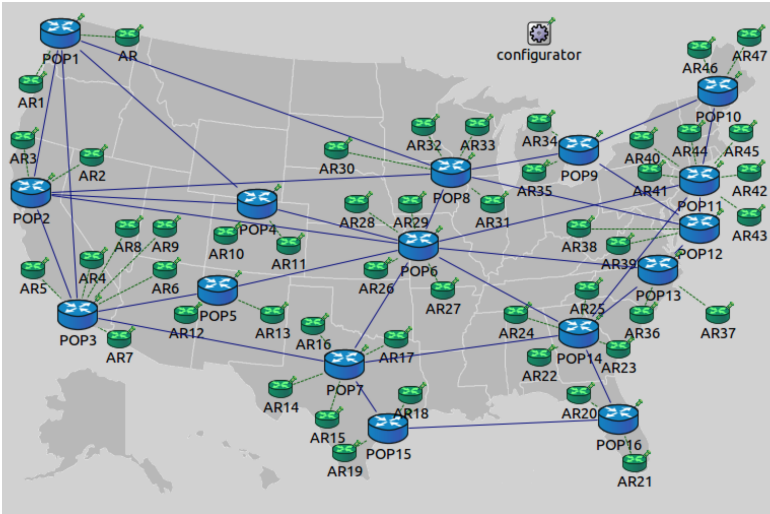 POP1
AR
configurator
AR46
AR47
AR1
POP10
AR32
AR33
AR34
AR3
AR2
AR30
POP9
AR40
AR44
AR45
POP2
POP8
AR35
AR41
AR42
POP11
AR28
AR29
AR31
POP4
AR8
AR9
AR10
AR11
AR38
AR43
POP12
AR39
POP6
AR5
AR4
AR6
AR26
POP13
AR27
AR25
POP5
POP3
AR12
AR13
AR7
AR16
AR17
AR24
AR36
AR37
POP14
AR22
AR23
POP7
AR14
AR15
AR18
AR20
POP15
POP16
AR19
AR21